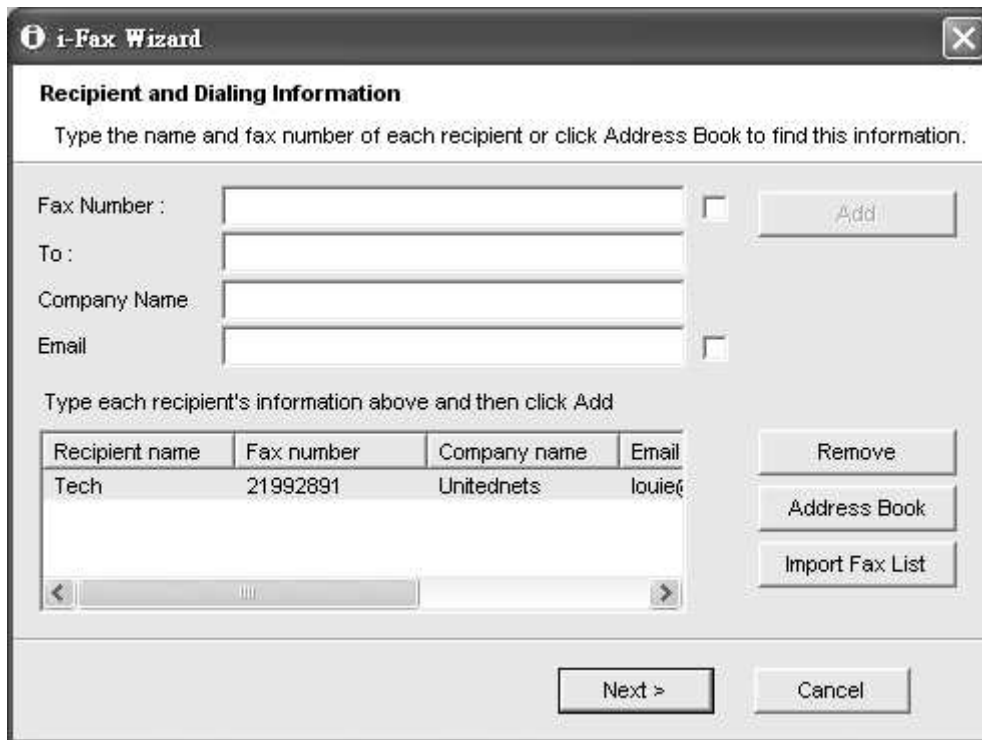 i-Fax Wizard
Recipient and Dialing Information
Type the name and fax number of each recipient or click Address Book to find this information.
Fax Number :
Add
To :
Company Name
Email
Type each recipient's information above and then click Add
Recipient name Fax number Company name Email
Tech 21992891 Unitednets louie@
Remove
Address Book
Import Fax List
Next >
Cancel